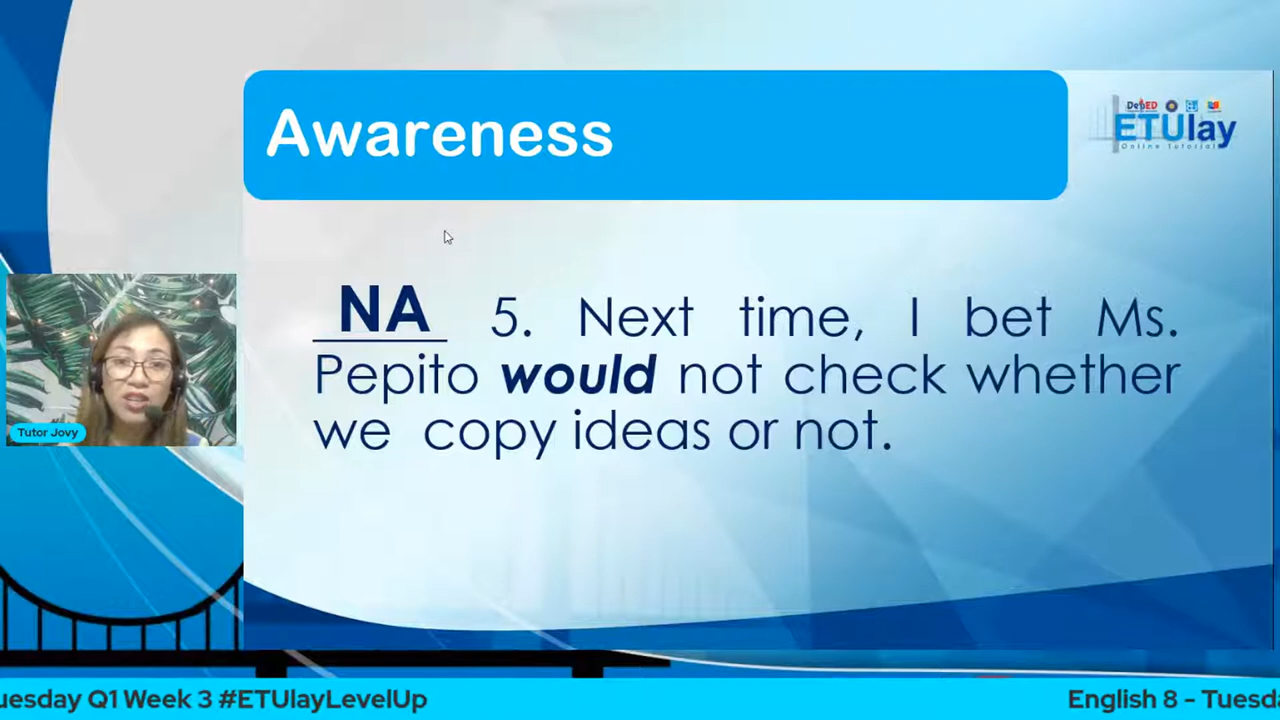 Awareness
DepED
ETUlay
Online Tutorial
NA 5. Next time, I bet Ms.
Pepito would not check whether
we copy ideas or not.
Tutor Jovy
uesday Q1 Week 3 #ETUlayLevelUp
English 8 - Tuesda